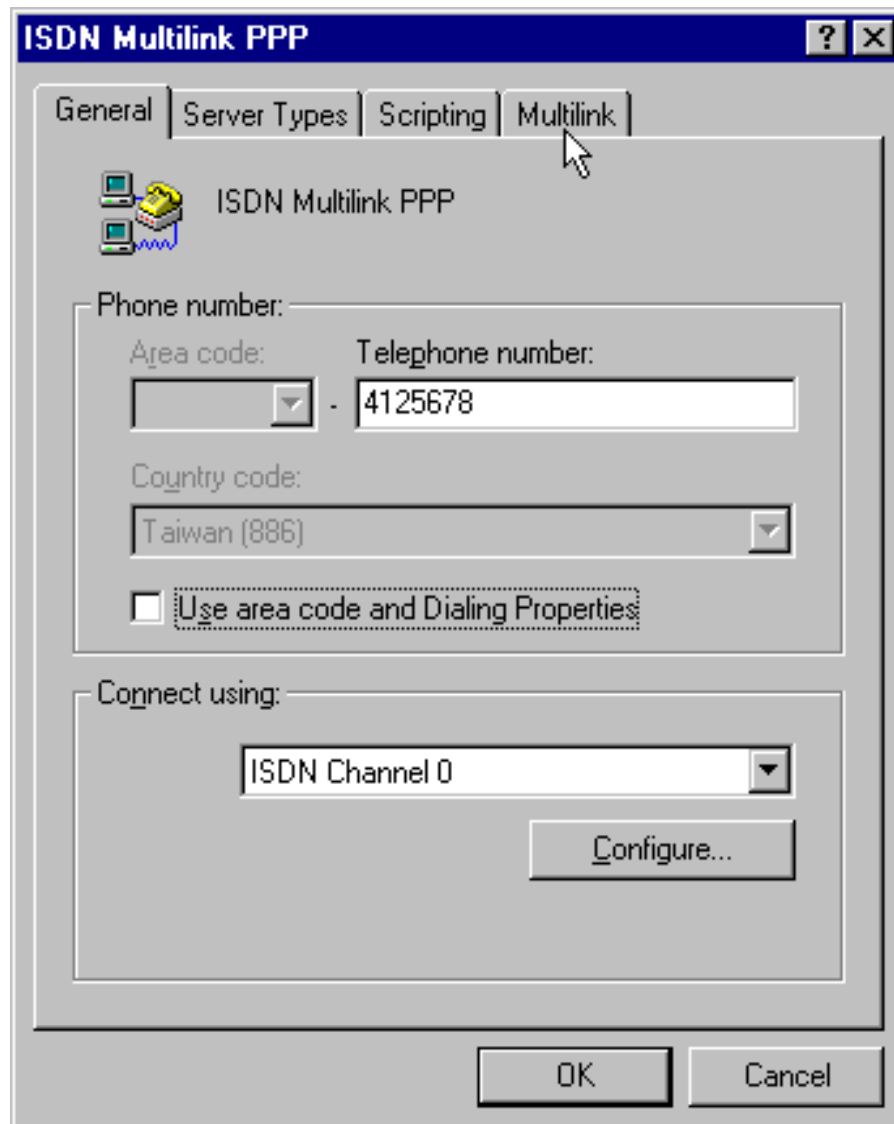 ISDN Multilink PPP
General Server Types Scripting Multilink
ISDN Multilink PPP
Phone number:
Area code: Telephone number:
- 4125678
Country code:
Taiwan (886)
Use area code and Dialing Properties
Connect using:
ISDN Channel 0
Configure...
OK Cancel